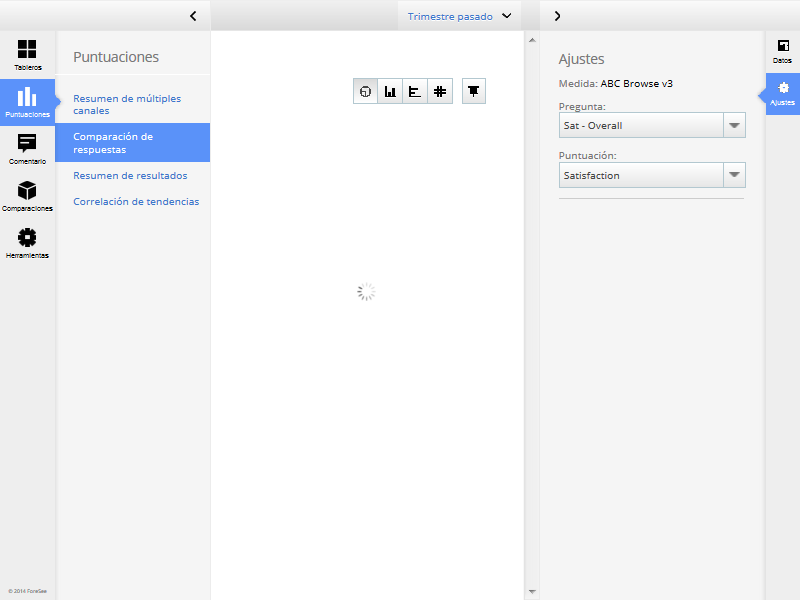 Trimestre pasado
Tableros
Puntuaciones
Comentario
Comparaciones
Herramientas
© 2014 ForeSee
Puntuaciones
Resumen de múltiples
canales
Comparación de
respuestas
Resumen de resultados
Correlación de tendencias
Ajustes
Medida: ABC Browse v3
Pregunta:
Sat - Overall
Puntuación:
Satisfaction
Datos
Ajustes